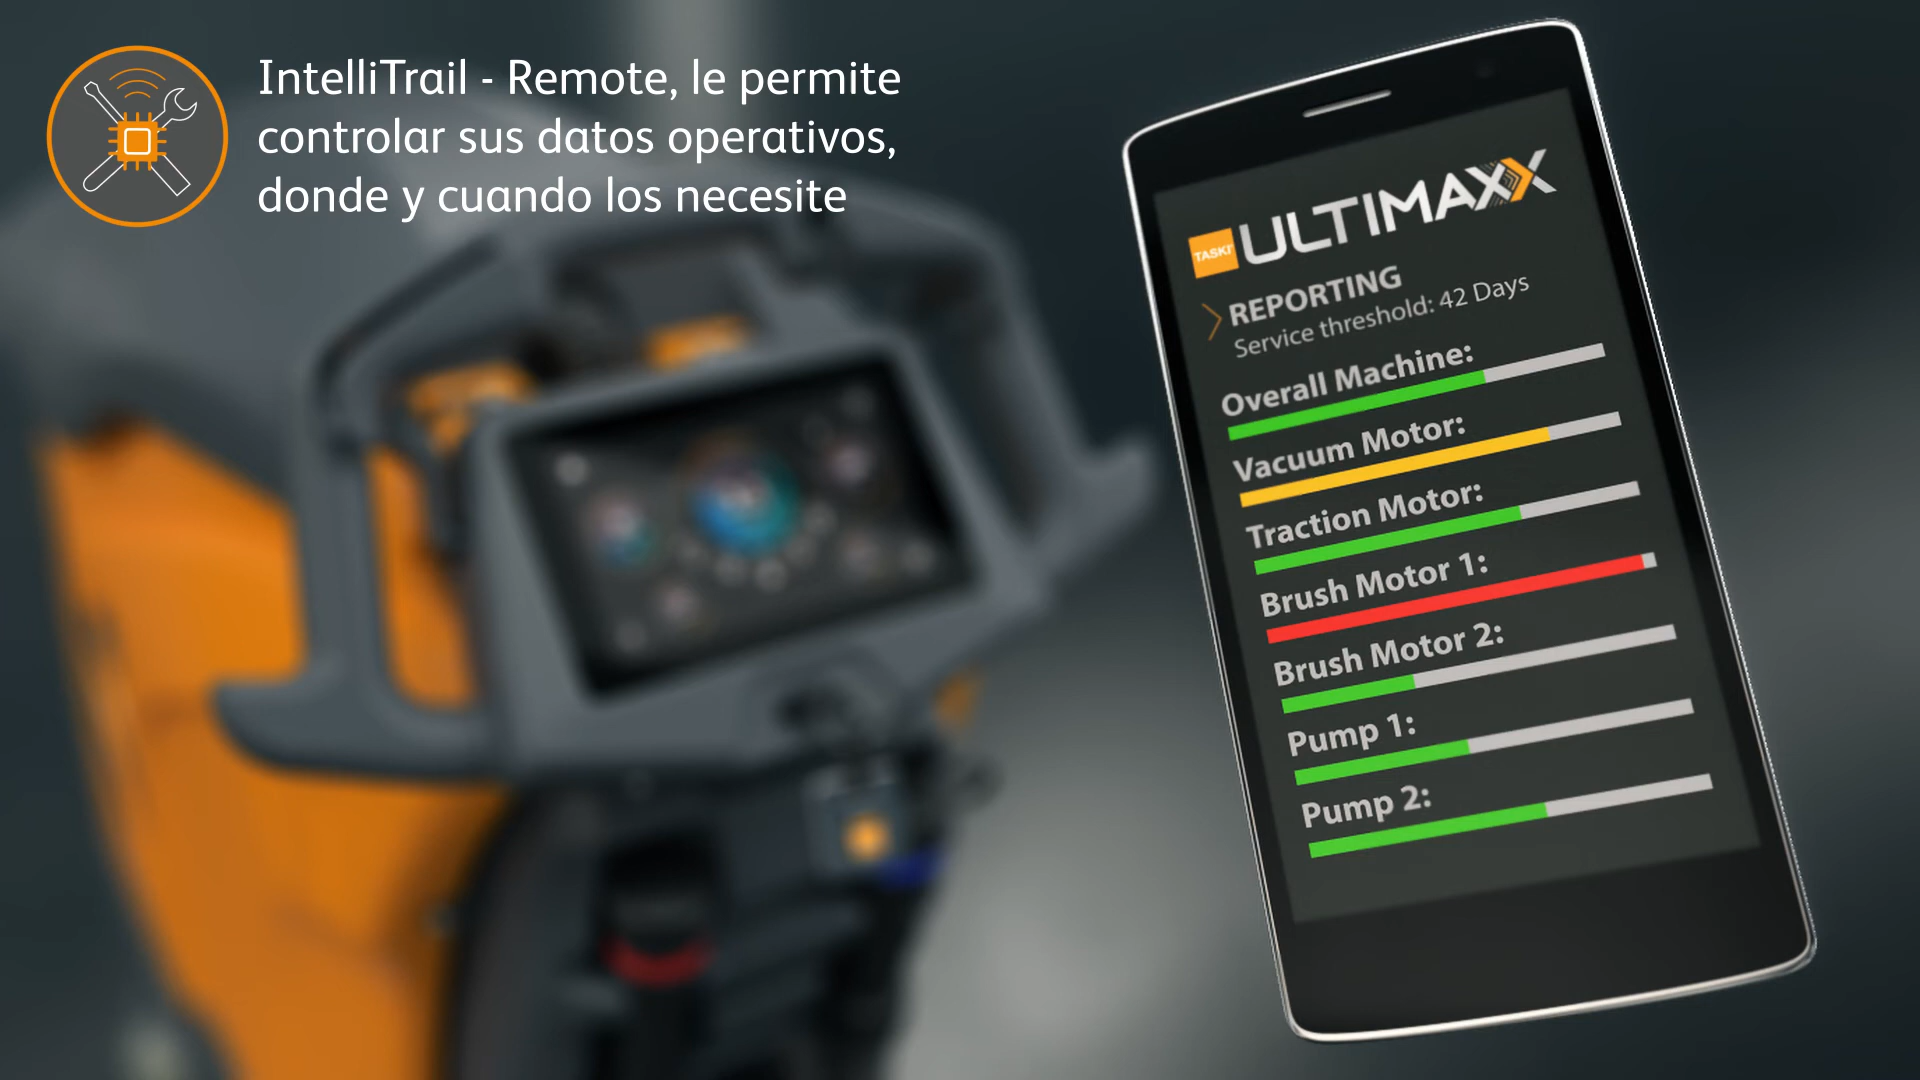 IntelliTrail - Remote, le permite
controlar sus datos operativos,
donde y cuando los necesite
TASKI ULTIMAXX
REPORTING
Service threshold: 42 Days
Overall Machine:
Vacuum Motor:
Traction Motor:
Brush Motor 1:
Brush Motor 2:
Pump 1:
Pump 2: